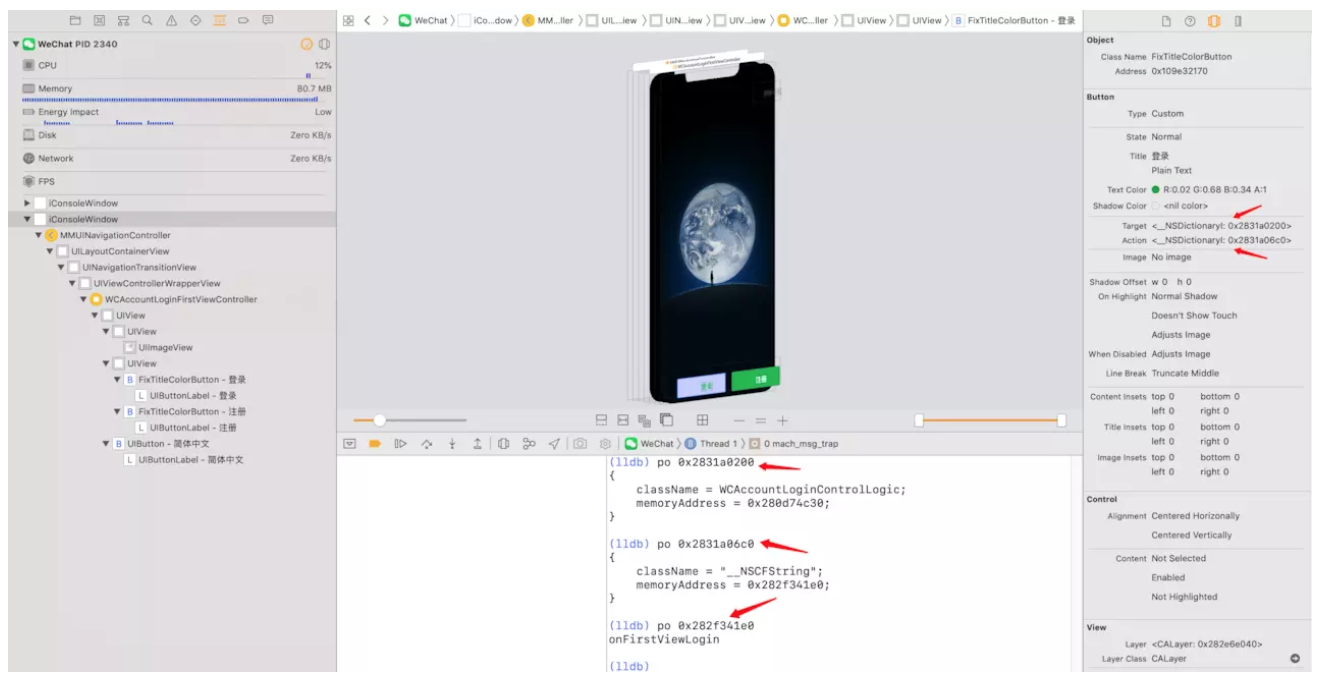 WeChat 〉 iCo...dow 〉 MM...ller 〉 UIL...iew 〉 UIN...iew 〉 UIV...iew 〉 WC...ller 〉 UIView 〉 UIView 〉 B FixTitleColorButton - 登录
WeChat PID 2340
CPU 12%
Memory 80.7 MB
Energy Impact Low
Disk Zero KB/s
Network Zero KB/s
FPS
iConsoleWindow
iConsoleWindow
MMUINavigationController
UILayoutContainerView
UINavigationTransitionView
UIViewControllerWrapperView
WCAccountLoginFirstViewController
UIView
UIView
UIImageView
UIView
B FixTitleColorButton - 登录
L UIButtonLabel - 登录
B FixTitleColorButton - 注册
L UIButtonLabel - 注册
B UIButton - 简体中文
L UIButtonLabel - 简体中文
WCAccountLoginFirstViewController
登录
注册
WeChat 〉 Thread 1 〉 0 mach_msg_trap
(lldb) po 0x2831a0200
{
className = WCAccountLoginControlLogic;
memoryAddress = 0x280d74c30;
}
(lldb) po 0x2831a06c0
{
className = "__NSCFString";
memoryAddress = 0x282f341e0;
}
(lldb) po 0x282f341e0
onFirstViewLogin
(lldb)
Object
Class Name FixTitleColorButton
Address 0x109e32170
Button
Type Custom
State Normal
Title 登录
Plain Text
Text Color R:0.02 G:0.68 B:0.34 A:1
Shadow Color <nil color>
Target <__NSDictionaryI: 0x2831a0200>
Action <__NSDictionaryI: 0x2831a06c0>
Image No image
Shadow Offset w 0 h 0
On Highlight Normal Shadow
Doesn't Show Touch
Adjusts Image
When Disabled Adjusts Image
Line Break Truncate Middle
Content Insets top 0 bottom 0
left 0 right 0
Title Insets top 0 bottom 0
left 0 right 0
Image Insets top 0 bottom 0
left 0 right 0
Control
Alignment Centered Horizonally
Centered Vertically
Content Not Selected
Enabled
Not Highlighted
View
Layer <CALayer: 0x282e6e040>
Layer Class CALayer